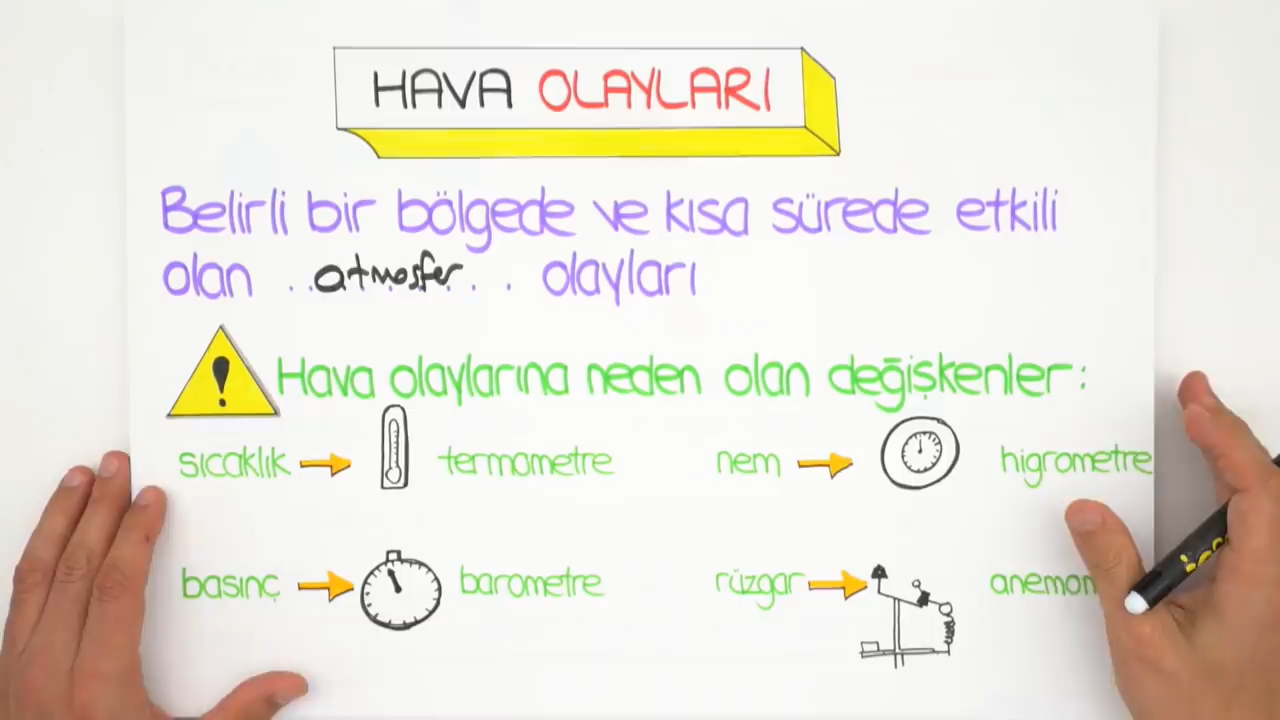 HAVA OLAYLARI
Belirli bir bölgede ve kısa sürede etkili
olan ..atmosfer... olayları
! Hava olaylarına neden olan değişkenler:
sıcaklık termometre nem higrometre
basınç barometre rüzgar anemom